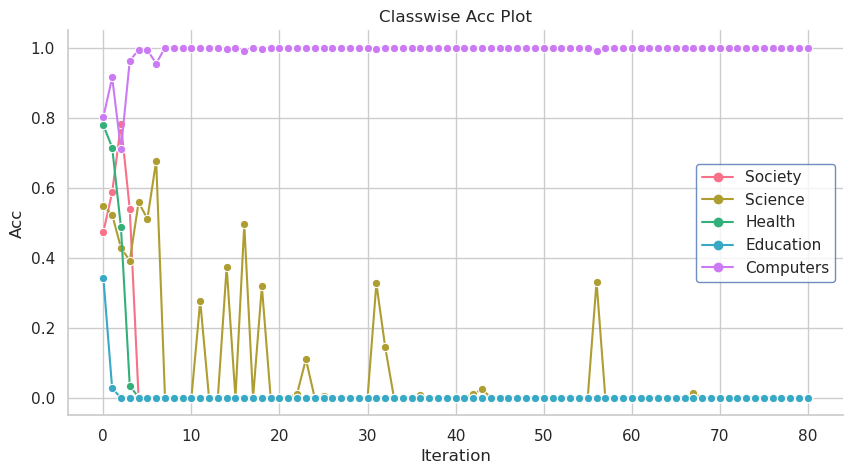 Classwise Acc Plot
1.0
0.8
0.6
0.4
0.2
0.0
Acc
Society
Science
Health
Education
Computers
0 10 20 30 40 50 60 70 80
Iteration